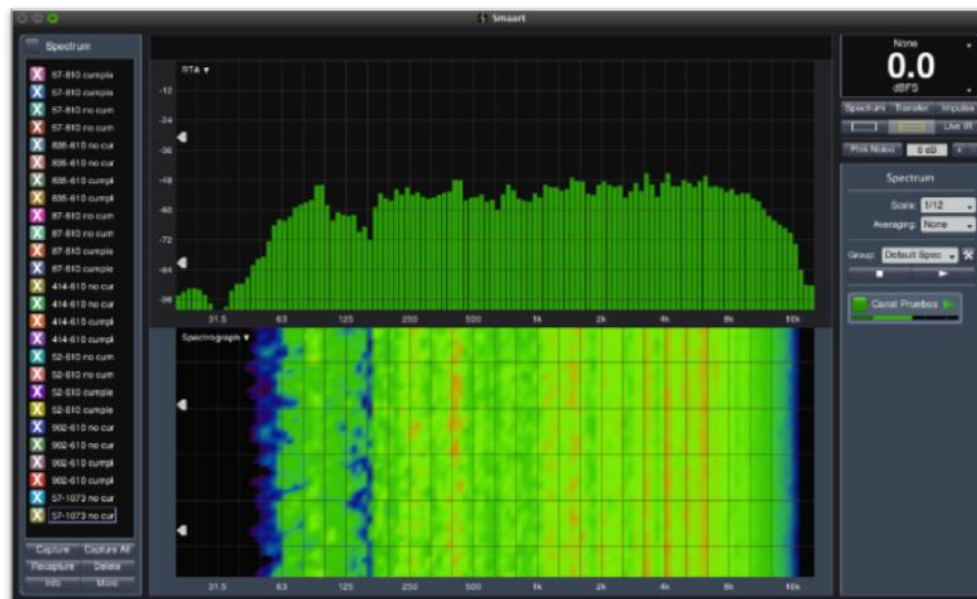 Smaart
Spectrum
57-610 cumple
57-610 cumple
57-610 no cum
57-610 no cum
835-610 no cur
835-610 no cur
835-610 cumpl
835-610 cumple
87-610 no cum
87-610 no cum
87-610 cumple
87-610 cumple
414-610 no cur
414-610 no cur
414-610 cumpl
414-610 cumpl
52-610 no cum
52-610 no cum
52-610 cumple
52-610 cumple
902-610 no cur
902-610 no cur
902-610 cumpl
902-610 cumpl
57-1073 no cur
57-1073 no cur
Capture Capture All
Recapture Delete
Info More
RTA ▼
-12
-24
-36
-48
-60
-72
-84
-96
31.5 63 125 250 500 1k 2k 4k 8k 16k
Spectrograph ▼
31.5 63 125 250 500 1k 2k 4k 8k 16k
None
0.0
dBFS
Spectrum Transfer Impulse
Live IR
Pink Noise 0 dB + -
Spectrum
Scale: 1/12
Averaging: None
Group: Default Spec
Canal Pruebas